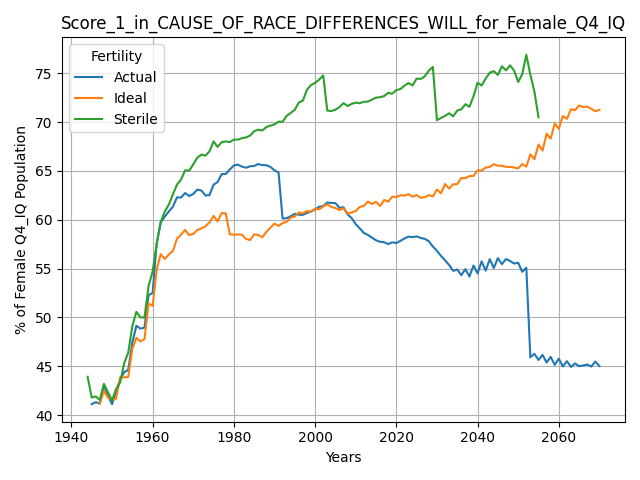 Score_1_in_CAUSE_OF_RACE_DIFFERENCES_WILL_for_Female_Q4_IQ
Fertility
Actual
Ideal
Sterile
% of Female Q4_IQ Population
75
70
65
60
55
50
45
40
1940
1960
1980
2000
2020
2040
2060
Years